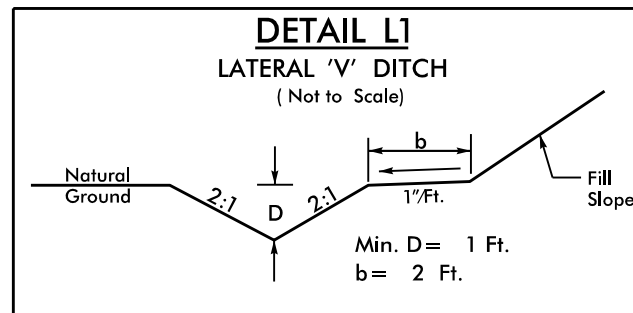 DETAIL L1
LATERAL 'V' DITCH
( Not to Scale)
b
Natural
Ground
2:1
D
2:1
1"/Ft.
Fill
Slope
Min. D= 1 Ft.
b= 2 Ft.